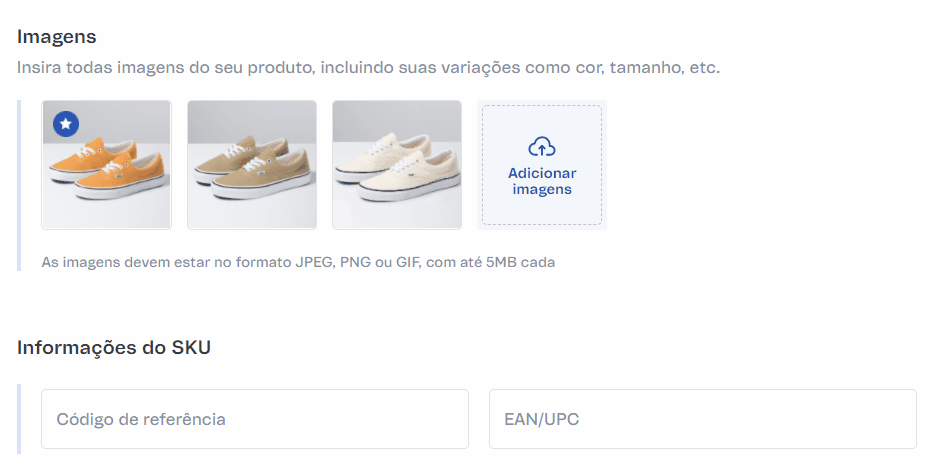 Imagens
Insira todas imagens do seu produto, incluindo suas variações como cor, tamanho, etc.
Adicionar
imagens
As imagens devem estar no formato JPEG, PNG ou GIF, com até 5MB cada
Informações do SKU
Código de referência
EAN/UPC